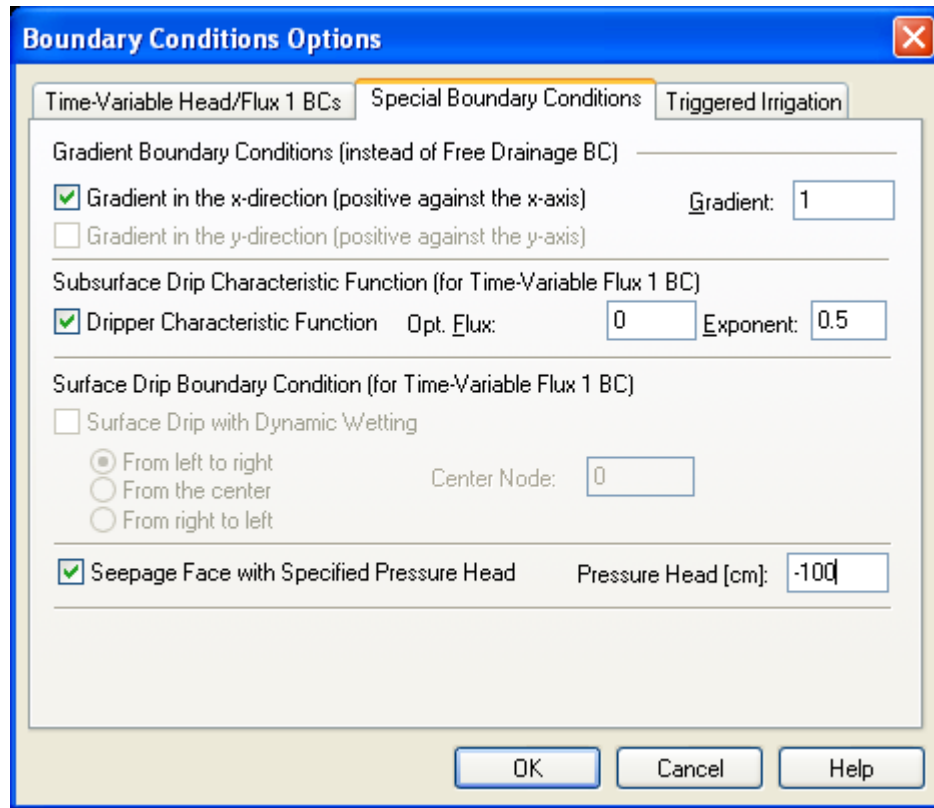 Boundary Conditions Options
Time-Variable Head/Flux 1 BCs Special Boundary Conditions Triggered Irrigation
Gradient Boundary Conditions (instead of Free Drainage BC)
Gradient in the x-direction (positive against the x-axis) Gradient: 1
Gradient in the y-direction (positive against the y-axis)
Subsurface Drip Characteristic Function (for Time-Variable Flux 1 BC)
Dripper Characteristic Function Opt. Flux: 0 Exponent: 0.5
Surface Drip Boundary Condition (for Time-Variable Flux 1 BC)
Surface Drip with Dynamic Wetting
From left to right
Center Node: 0
From the center
From right to left
Seepage Face with Specified Pressure Head Pressure Head [cm]: -100
OK Cancel Help